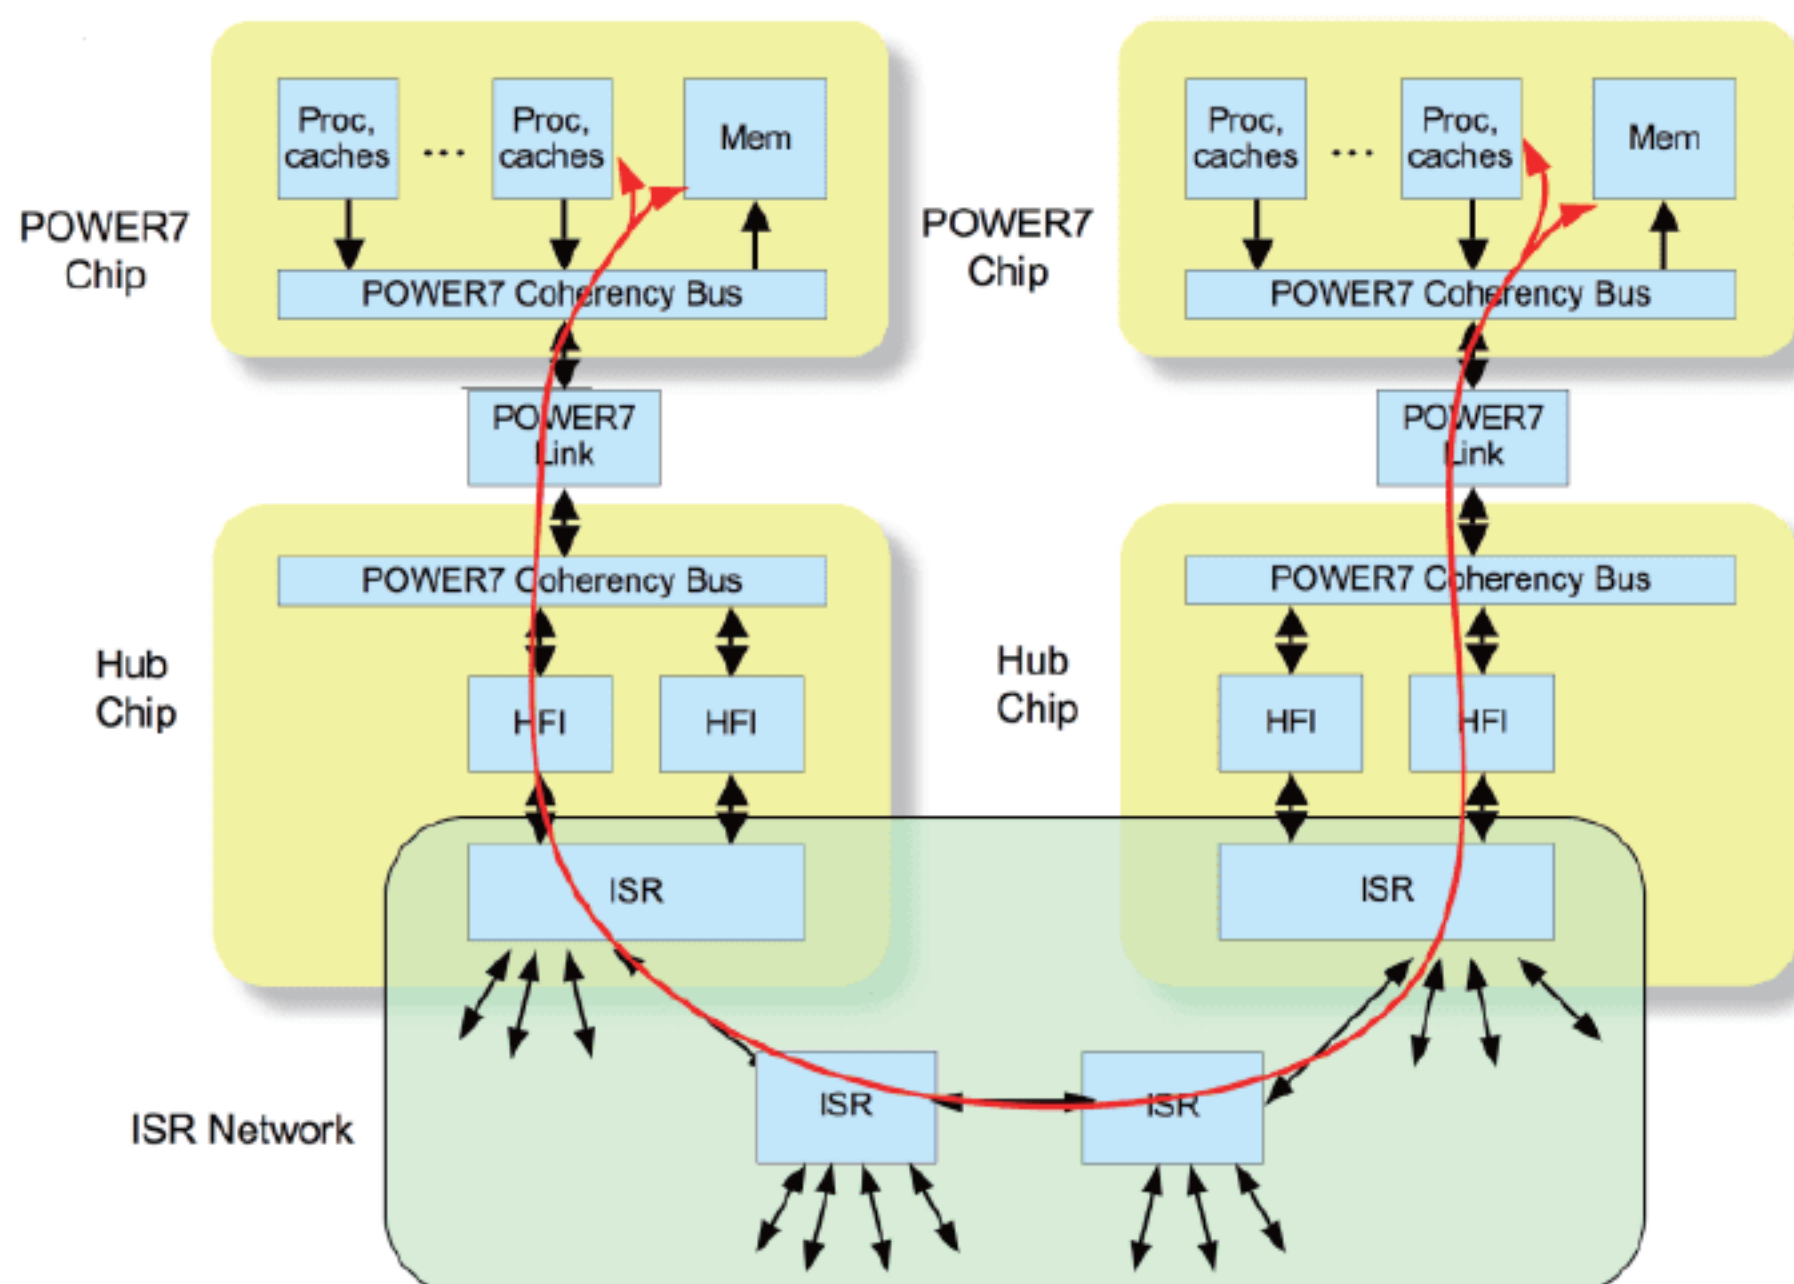 Proc,
caches
...
Proc,
caches
Mem
POWER7
Chip
POWER7 Coherency Bus
POWER7
Link
POWER7 Coherency Bus
Hub
Chip
HFI
HFI
ISR
Proc,
caches
...
Proc,
caches
Mem
POWER7
Chip
POWER7 Coherency Bus
POWER7
Link
POWER7 Coherency Bus
Hub
Chip
HFI
HFI
ISR
ISR Network
ISR
ISR